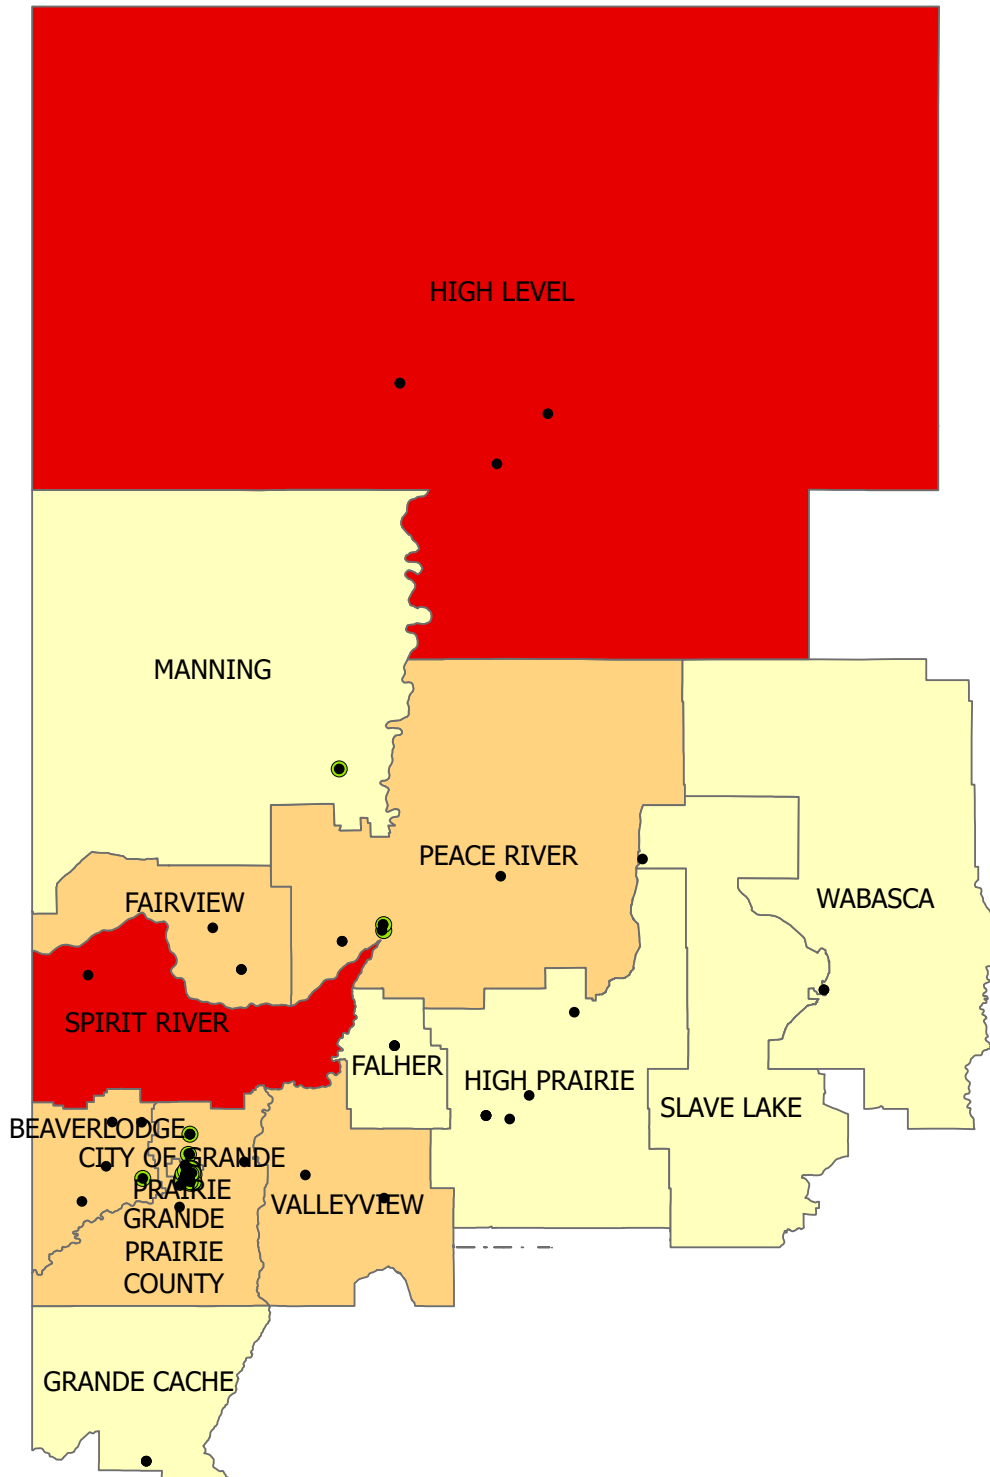 HIGH LEVEL
MANNING
PEACE RIVER
FAIRVIEW
WABASCA
SPIRIT RIVER
FALHER
HIGH PRAIRIE
SLAVE LAKE
BEAVERLODGE
CITY OF GRANDE
PRAIRIE
VALLEYVIEW
GRANDE
PRAIRIE
COUNTY
GRANDE CACHE